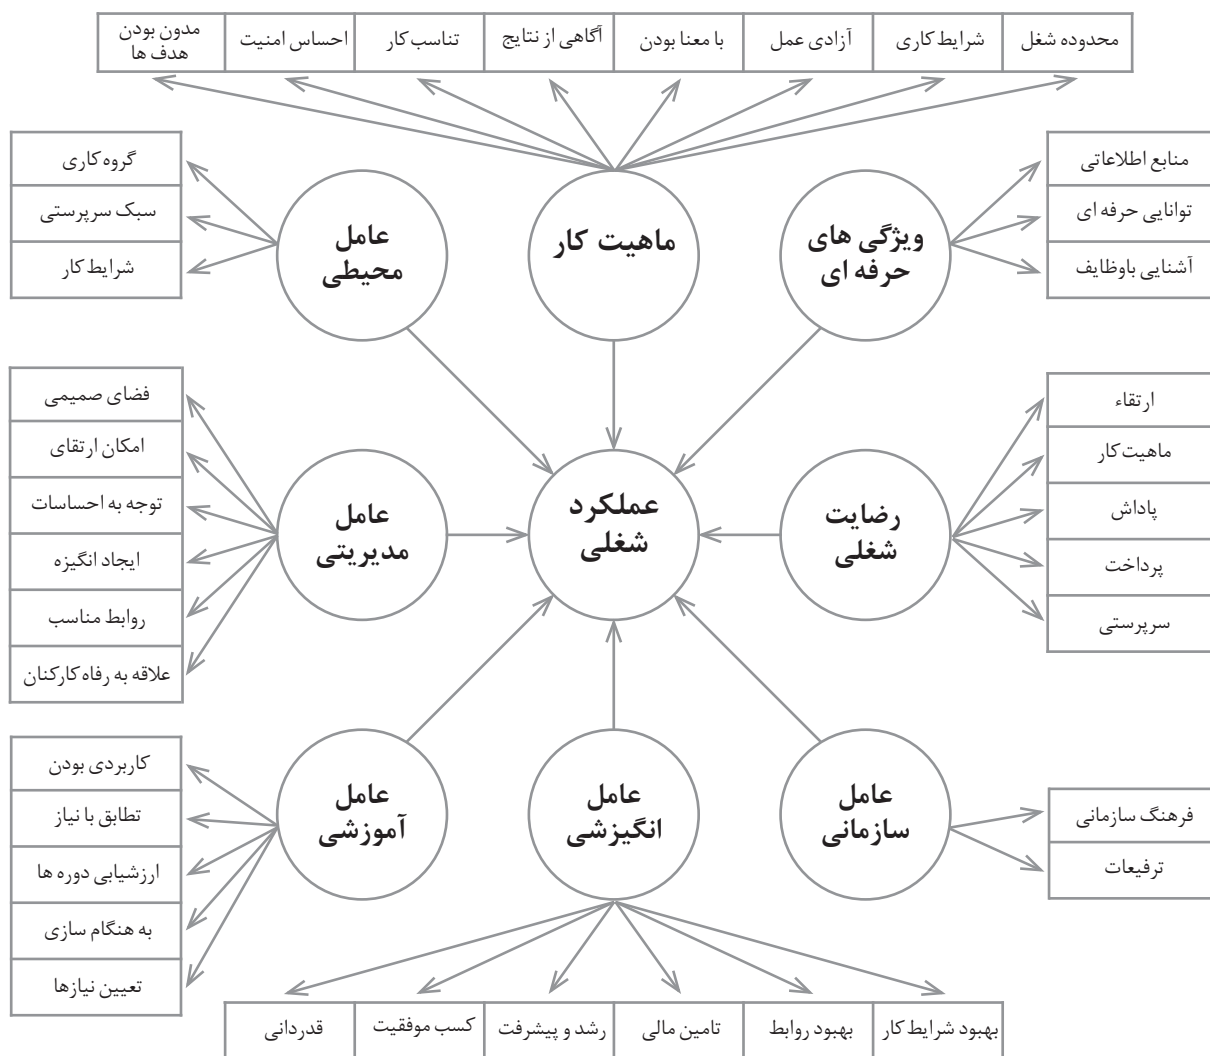 محدوده شغل
شرایط کاری
آزادی عمل
با معنا بودن
آگاهی از نتایج
تناسب کار
احساس امنیت
مدون بودن
هدف ها
منابع اطلاعاتی
توانایی حرفه ای
آشنایی باوظایف
ویژگی های
حرفه ای
ماهیت کار
عامل
محیطی
گروه کاری
سبک سرپرستی
شرایط کار
ارتقاء
ماهیت کار
پاداش
پرداخت
سرپرستی
رضایت
شغلی
عملکرد
شغلی
عامل
مدیریتی
فضای صمیمی
امکان ارتقای
توجه به احساسات
ایجاد انگیزه
روابط مناسب
علاقه به رفاه کارکنان
فرهنگ سازمانی
ترفیعات
عامل
سازمانی
عامل
انگیزشی
عامل
آموزشی
کاربردی بودن
تطابق با نیاز
ارزشیابی دوره ها
به هنگام سازی
تعیین نیازها
بهبود شرایط کار
بهبود روابط
تامین مالی
رشد و پیشرفت
کسب موفقیت
قدردانی